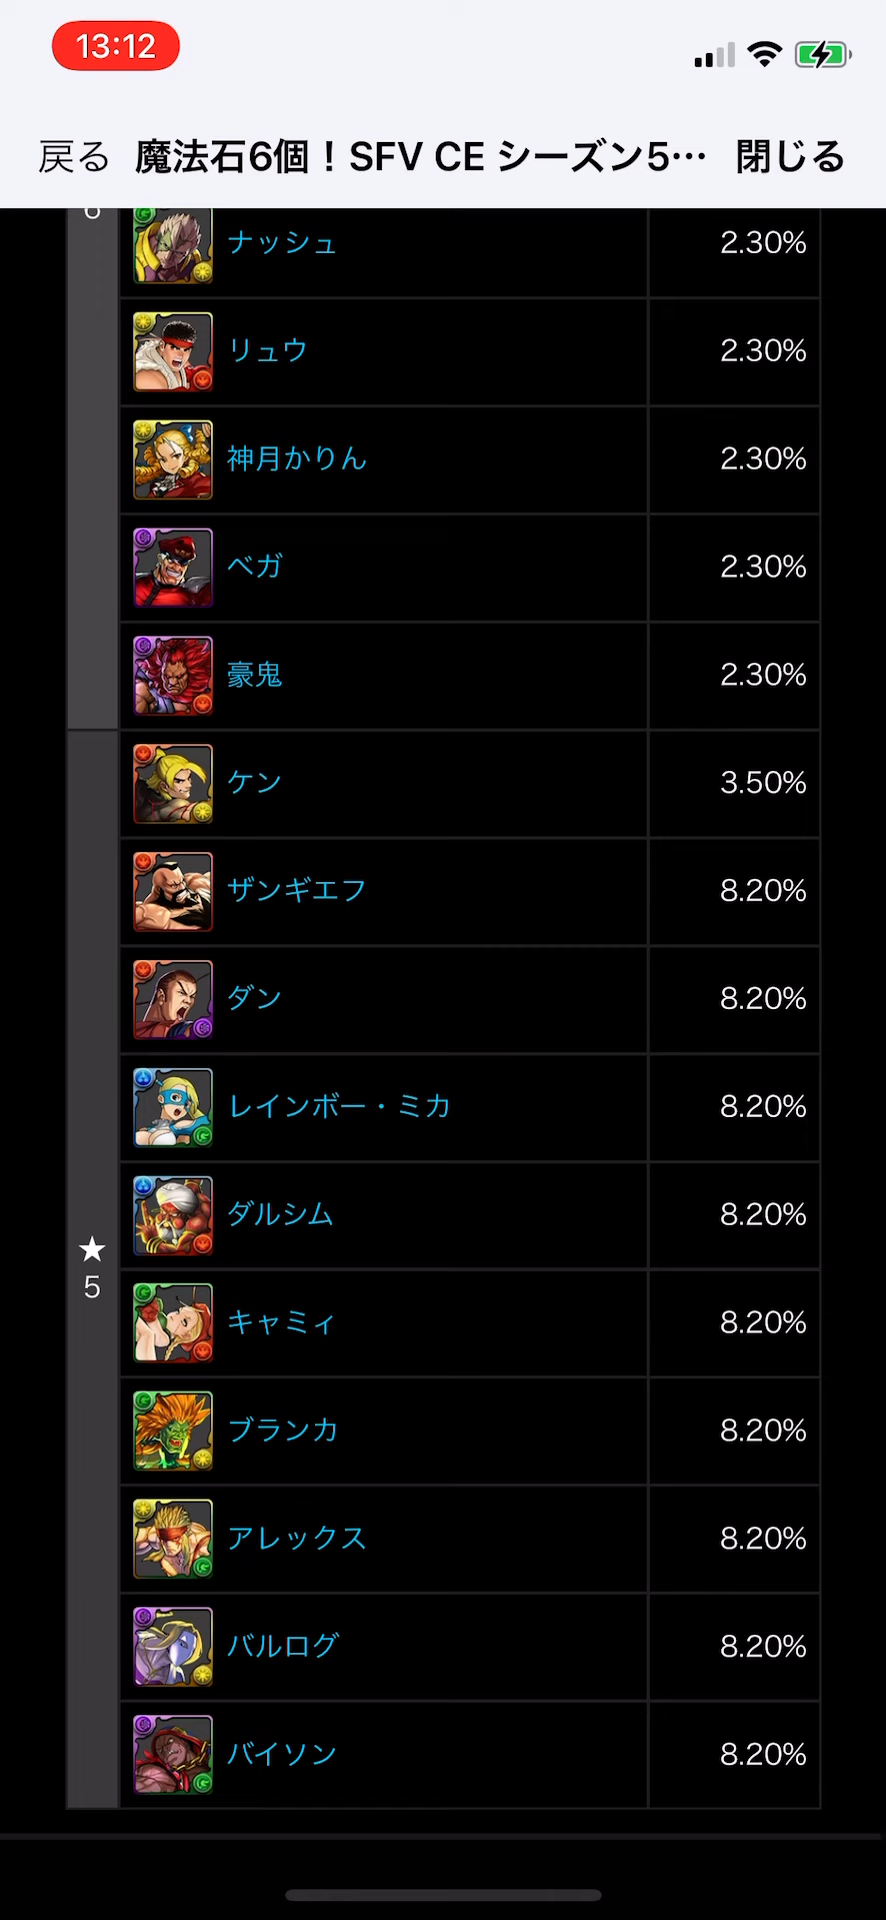 13:12
戻る 魔法石6個！SFV CE シーズン5… 閉じる
6
ナッシュ 2.30%
リュウ 2.30%
神月かりん 2.30%
ベガ 2.30%
豪鬼 2.30%
ケン 3.50%
ザンギエフ 8.20%
ダン 8.20%
レインボー・ミカ 8.20%
ダルシム 8.20%
★
5
キャミィ 8.20%
ブランカ 8.20%
アレックス 8.20%
バルログ 8.20%
バイソン 8.20%